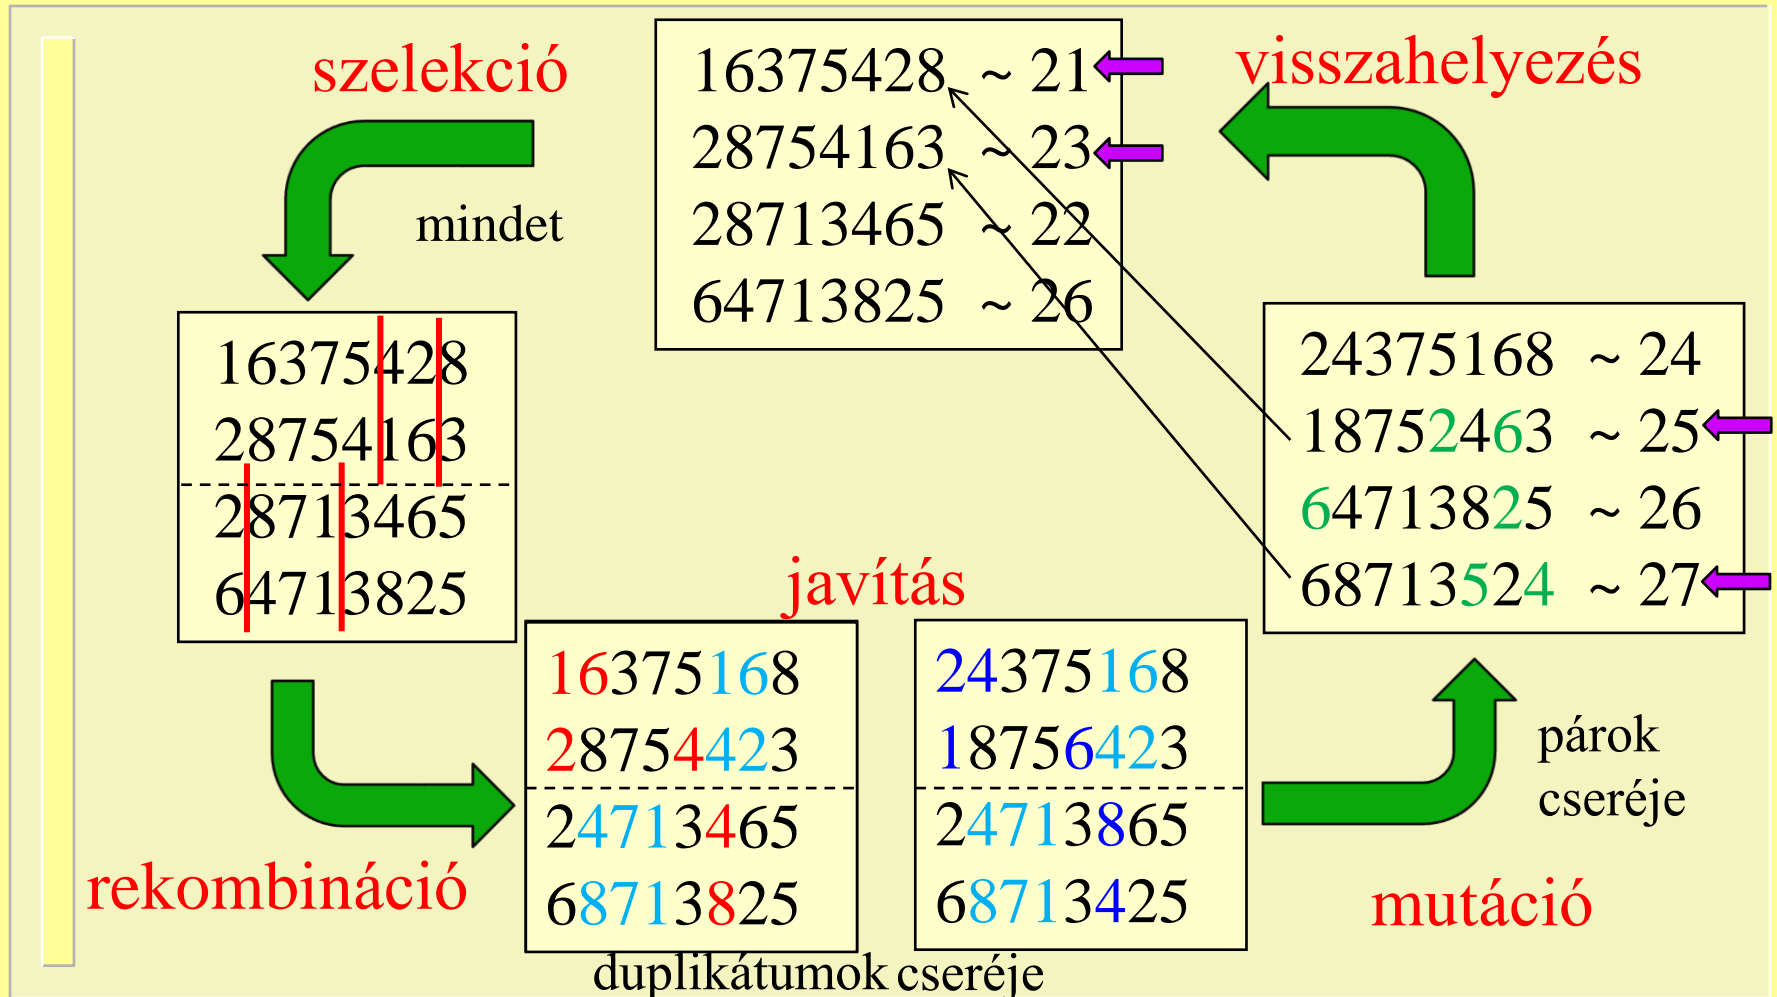 szelekció
16375428 ~ 21
28754163 ~ 23
28713465 ~ 22
64713825 ~ 26
visszahelyezés
mindet
16375428
28754163
28713465
64713825
24375168 ~ 24
18752463 ~ 25
64713825 ~ 26
68713524 ~ 27
javítás
16375168
28754423
24713465
68713825
24375168
18756423
24713865
68713425
párok
cseréje
rekombináció
mutáció
duplikátumok cseréje